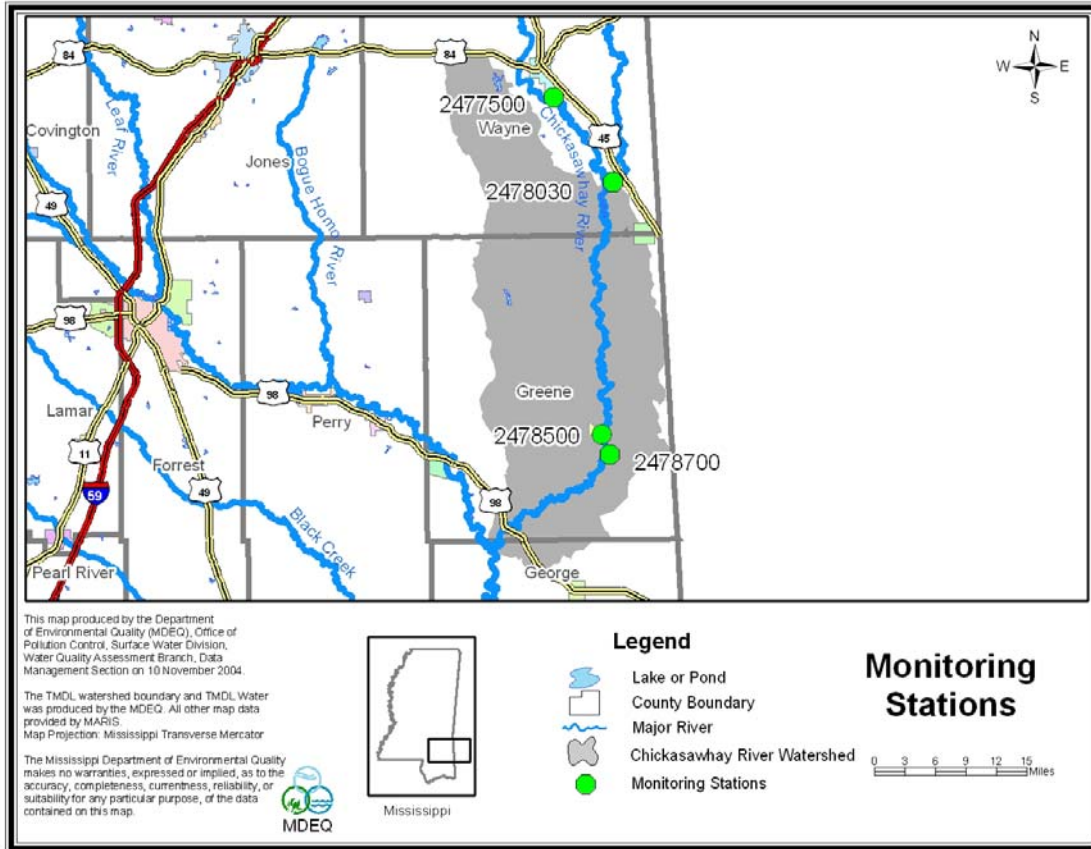 N
W E
S
84
84
2477500
Wayne
Covington
Leaf River
Jones
Bogue Homo River
Chickasawhay River
45
49
2478030
98
Greene
98
Lamar
Perry
2478500
2478700
11
Forrest
49
98
59
Black Creek
Pearl River
George
This map produced by the Department
of Environmental Quality (MDEQ), Office of
Pollution Control, Surface Water Division,
Water Quality Assessment Branch, Data
Management Section on 10 November 2004.
The TMDL watershed boundary and TMDL Water
was produced by the MDEQ. All other map data
provided by MARIS.
Map Projection: Mississippi Transverse Mercator
The Mississippi Department of Environmental Quality
makes no warranties, expressed or implied, as to the
accuracy, completeness, currentness, reliability, or
suitability for any particular purpose, of the data
contained on this map.
MDEQ
Mississippi
Legend
Lake or Pond
County Boundary
Major River
Chickasawhay River Watershed
Monitoring Stations
Monitoring
Stations
0 3 6 9 12 15
Miles